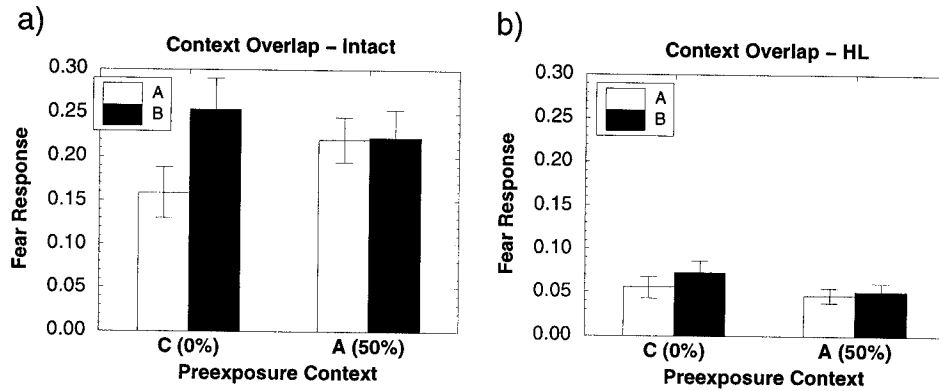 a)
Context Overlap – Intact
0.30
0.25
0.20
0.15
0.10
0.05
0.00
Fear Response
A
B
C (0%)
A (50%)
Preexposure Context
b)
Context Overlap – HL
0.30
0.25
0.20
0.15
0.10
0.05
0.00
Fear Response
A
B
C (0%)
A (50%)
Preexposure Context